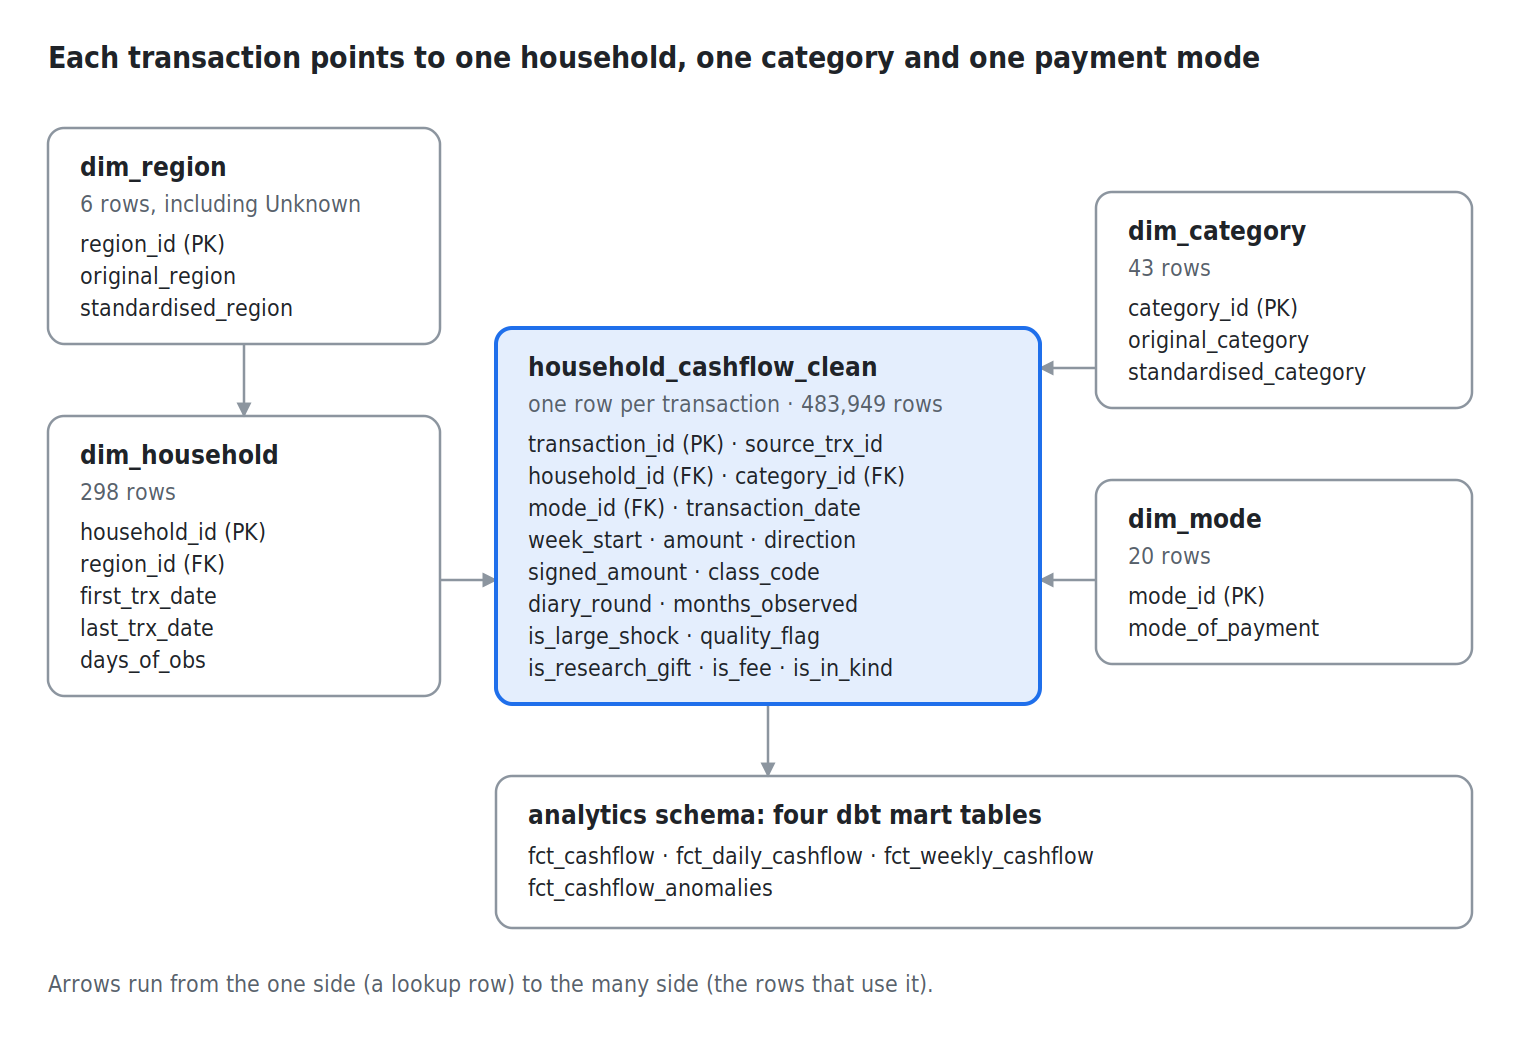 Each transaction points to one household, one category and one payment mode
dim_region
6 rows, including Unknown
region_id (PK)
original_region
standardised_region
dim_household
298 rows
household_id (PK)
region_id (FK)
first_trx_date
last_trx_date
days_of_obs
household_cashflow_clean
one row per transaction · 483,949 rows
transaction_id (PK) · source_trx_id
household_id (FK) · category_id (FK)
mode_id (FK) · transaction_date
week_start · amount · direction
signed_amount · class_code
diary_round · months_observed
is_large_shock · quality_flag
is_research_gift · is_fee · is_in_kind
dim_category
43 rows
category_id (PK)
original_category
standardised_category
dim_mode
20 rows
mode_id (PK)
mode_of_payment
analytics schema: four dbt mart tables
fct_cashflow · fct_daily_cashflow · fct_weekly_cashflow
fct_cashflow_anomalies
Arrows run from the one side (a lookup row) to the many side (the rows that use it).